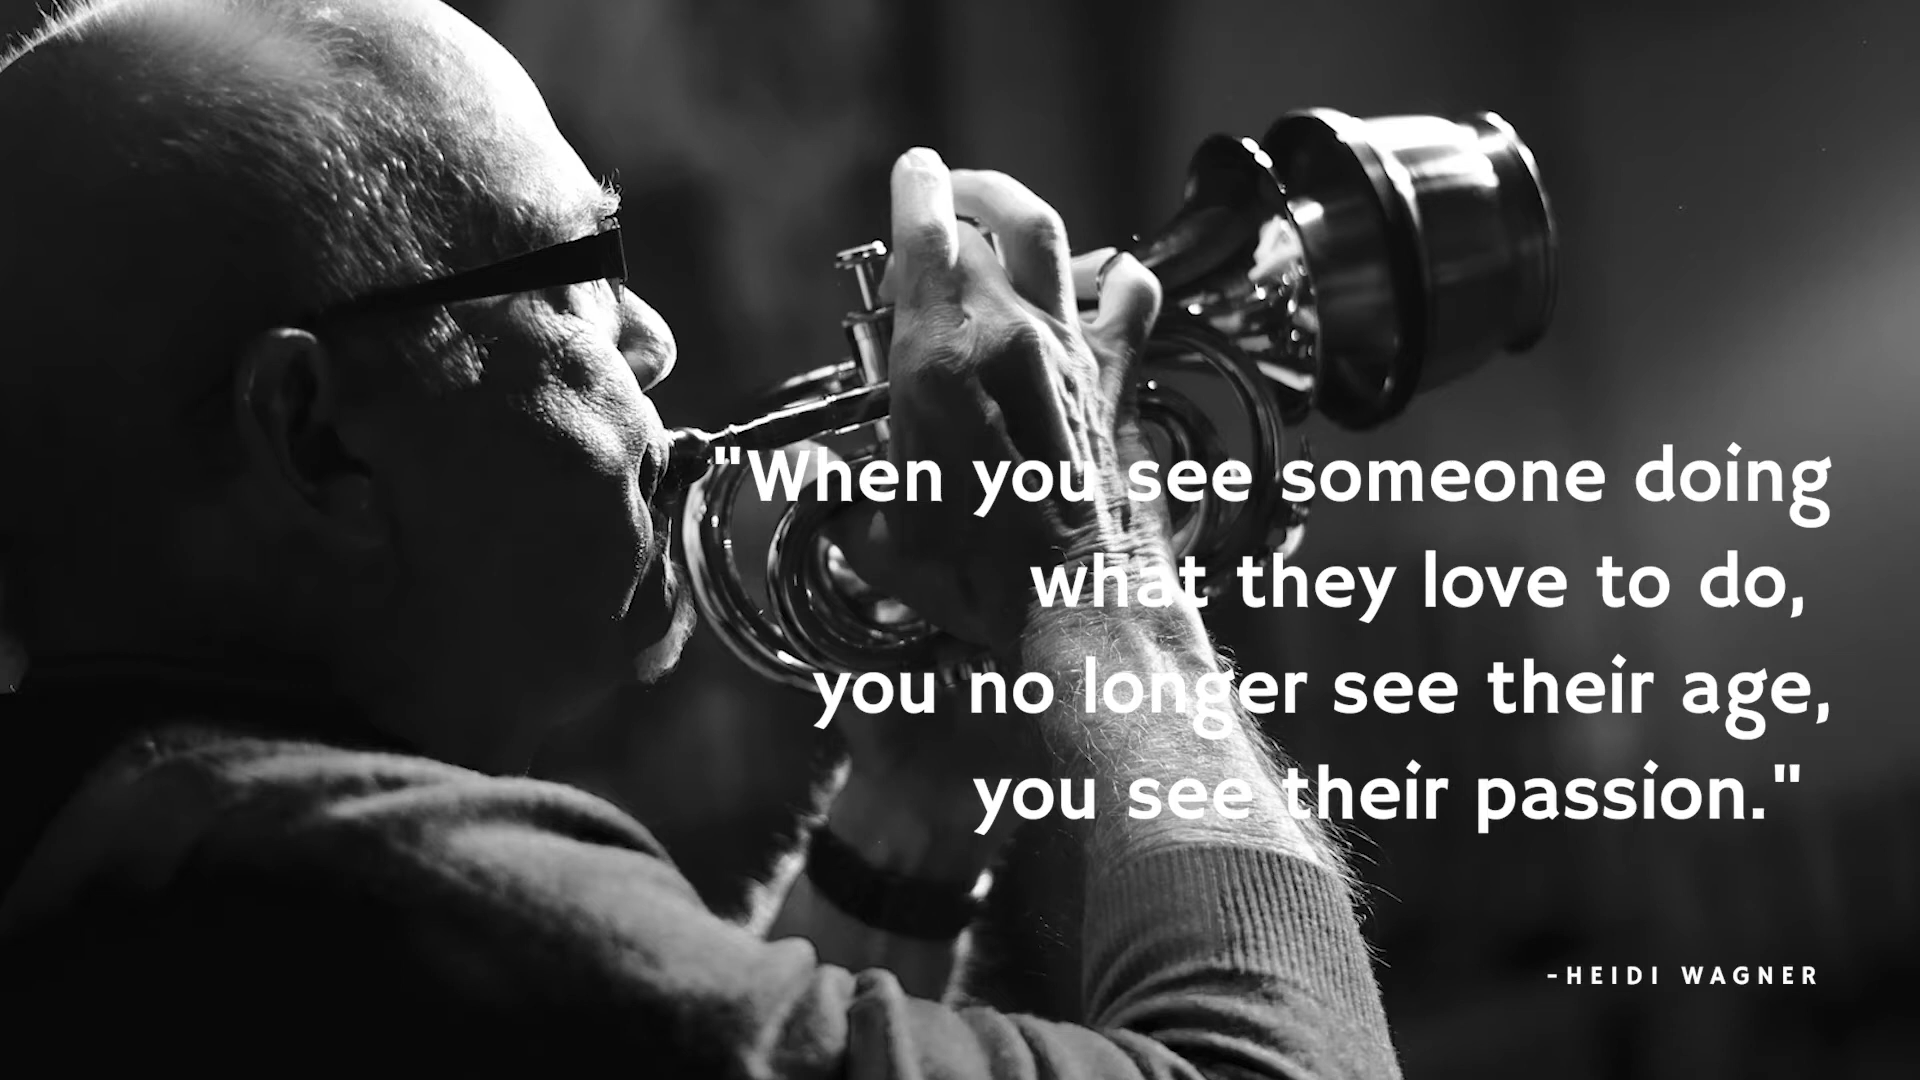 "When you see someone doing
what they love to do,
you no longer see their age,
you see their passion."
-HEIDI WAGNER